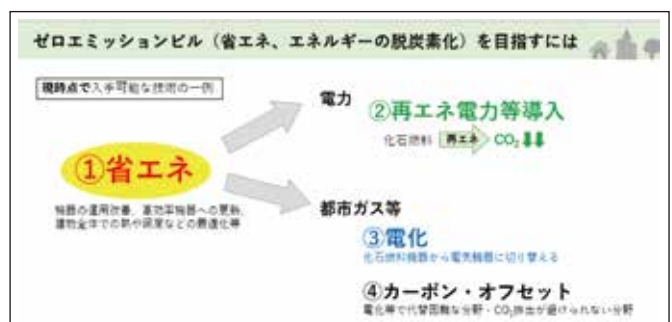 ゼロエミッションビル（省エネ、エネルギーの脱炭素化）を目指すには
現時点で入手可能な技術の一例
電力
②再エネ電力等導入
化石燃料 再エネ CO₂
①省エネ
機器の運用改善、高効率機器への更新、
建物全体での熱や照度などの最適化等
都市ガス等
③電化
化石燃料機器から電気機器に切り替える
④カーボン・オフセット
電化等で代替困難な分野・CO₂排出が避けられない分野